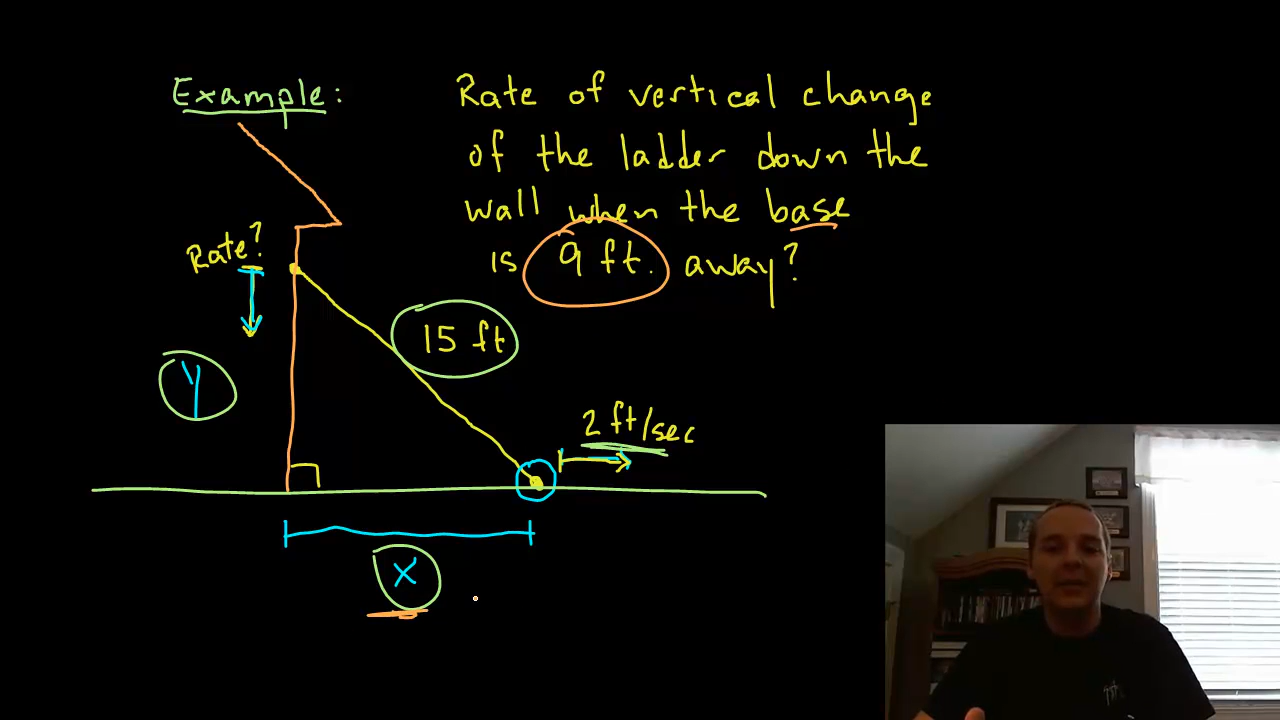 Example:
Rate of vertical change
of the ladder down the
wall when the base
is 9 ft. away?
Rate?
15 ft
Y
2 ft/sec
X